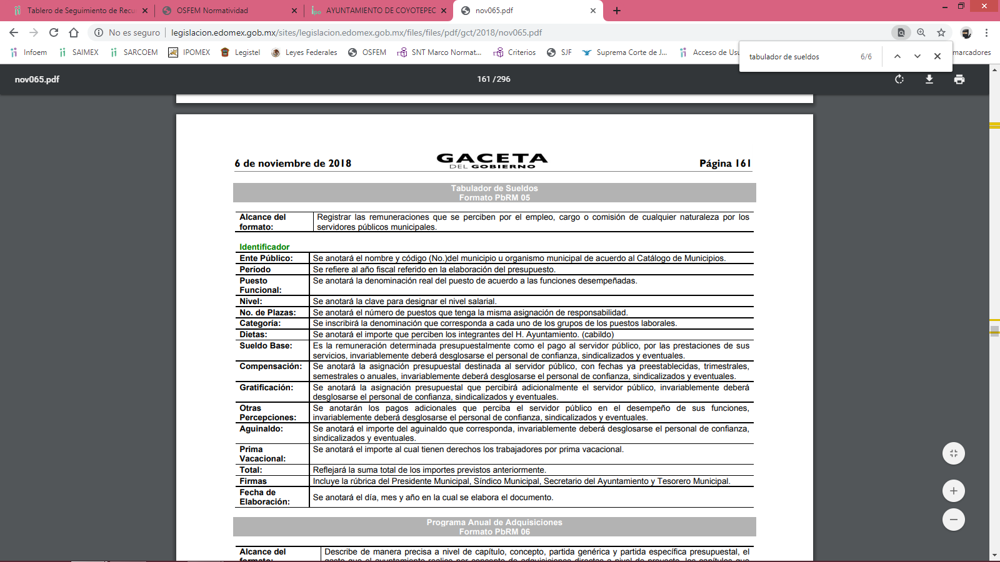 Tablero de Seguimiento de Recu
OSFEM Normatividad
AYUNTAMIENTO DE COYOTEPEC
nov065.pdf
No es seguro
legislacion.edomex.gob.mx/sites/legislacion.edomex.gob.mx/files/files/pdf/gct/2018/nov065.pdf
Infoem
SAIMEX
SARCOEM
IPOMEX
Legistel
Leyes Federales
OSFEM
SNT Marco Normat...
Criterios
SJF
Suprema Corte de J...
Acceso de Usu
marcadores
tabulador de sueldos
6/6
nov065.pdf
161 / 296
6 de noviembre de 2018
GACETA
DEL GOBIERNO
Página 161
Tabulador de Sueldos
Formato PbRM 05
Alcance del formato:
Registrar las remuneraciones que se perciben por el empleo, cargo o comisión de cualquier naturaleza por los
servidores públicos municipales.
Identificador
Ente Público: Se anotará el nombre y código (No.)del municipio u organismo municipal de acuerdo al Catálogo de Municipios.
Período Se refiere al año fiscal referido en la elaboración del presupuesto.
Puesto Funcional: Se anotará la denominación real del puesto de acuerdo a las funciones desempeñadas.
Nivel: Se anotará la clave para designar el nivel salarial.
No. de Plazas: Se anotará el número de puestos que tenga la misma asignación de responsabilidad.
Categoría: Se inscribirá la denominación que corresponda a cada uno de los grupos de los puestos laborales.
Dietas: Se anotará el importe que perciben los integrantes del H. Ayuntamiento. (cabildo)
Sueldo Base: Es la remuneración determinada presupuestalmente como el pago al servidor público, por las prestaciones de sus
servicios, invariablemente deberá desglosarse el personal de confianza, sindicalizados y eventuales.
Compensación: Se anotará la asignación presupuestal destinada al servidor público, con fechas ya preestablecidas, trimestrales,
semestrales o anuales, invariablemente deberá desglosarse el personal de confianza, sindicalizados y eventuales.
Gratificación: Se anotará la asignación presupuestal que percibirá adicionalmente el servidor público, invariablemente deberá
desglosarse el personal de confianza, sindicalizados y eventuales.
Otras Percepciones: Se anotarán los pagos adicionales que perciba el servidor público en el desempeño de sus funciones,
invariablemente deberá desglosarse el personal de confianza, sindicalizados y eventuales.
Aguinaldo: Se anotará el importe del aguinaldo que corresponda, invariablemente deberá desglosarse el personal de confianza,
sindicalizados y eventuales.
Prima Vacacional: Se anotará el importe al cual tienen derechos los trabajadores por prima vacacional.
Total: Reflejará la suma total de los importes previstos anteriormente.
Firmas Incluye la rúbrica del Presidente Municipal, Síndico Municipal, Secretario del Ayuntamiento y Tesorero Municipal.
Fecha de Elaboración: Se anotará el día, mes y año en la cual se elabora el documento.
Programa Anual de Adquisiciones
Formato PbRM 06
Alcance del
Describe de manera precisa a nivel de capítulo, concepto, partida genérica y partida específica presupuestal, el